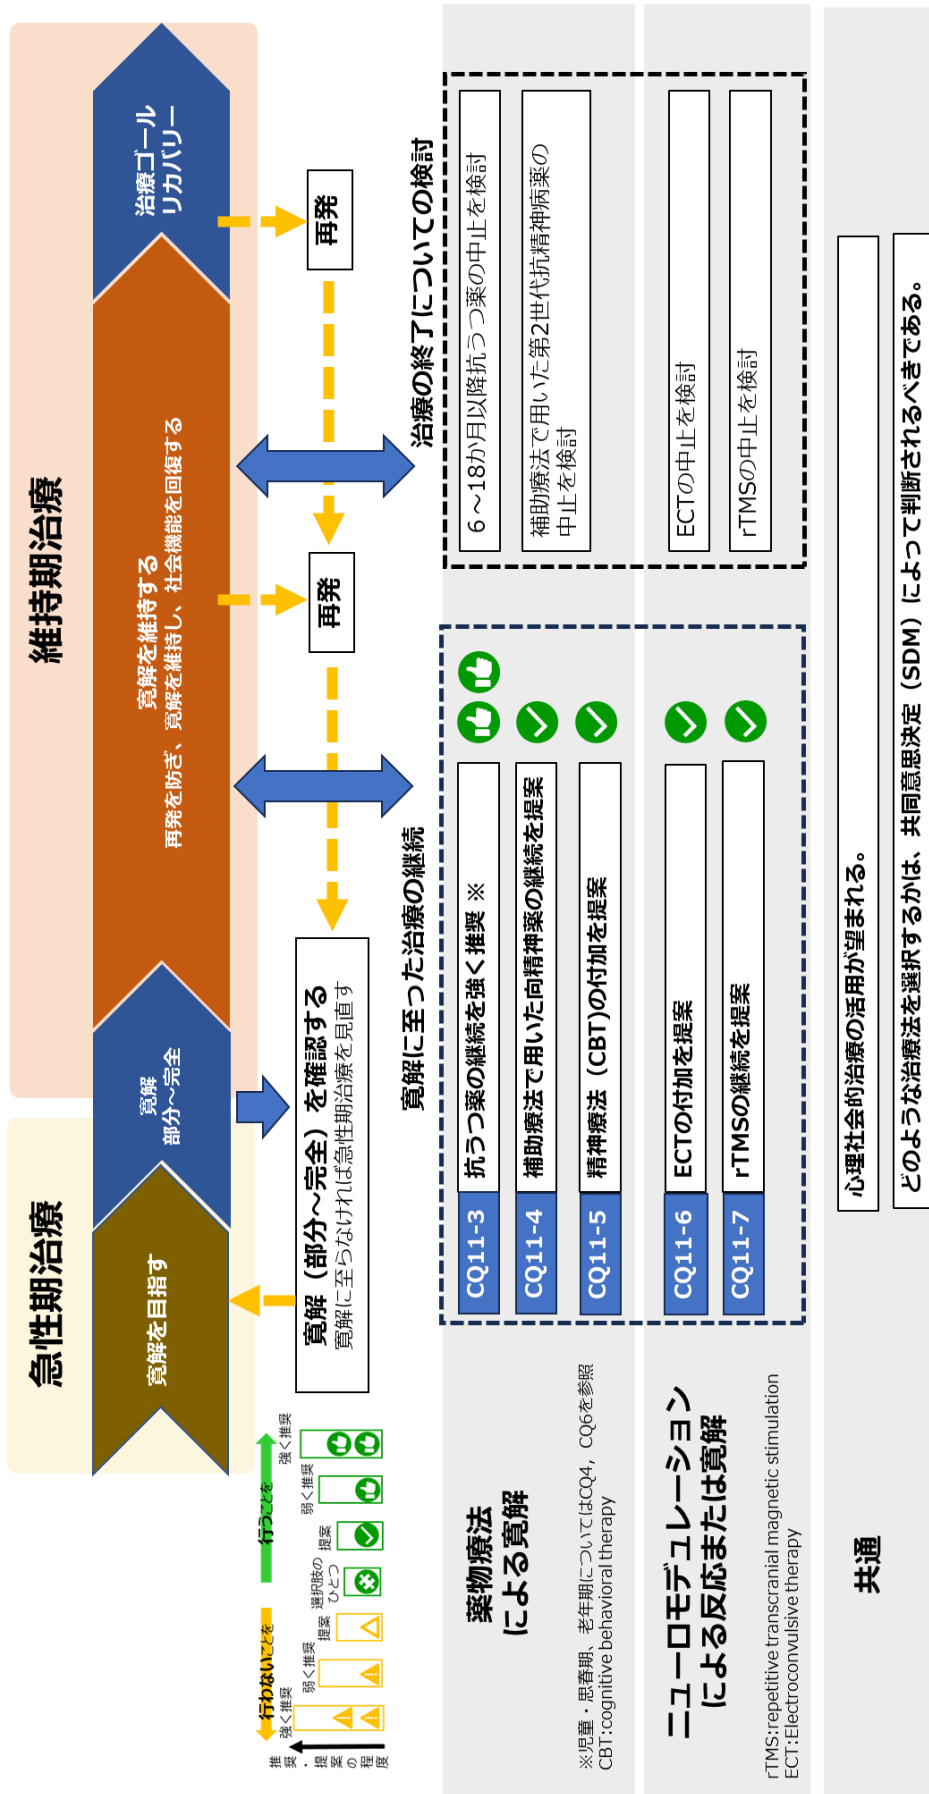 急性期治療
維持期治療
寛解を目指す
寛解
部分～完全
寛解を維持する
再発を防ぎ、寛解を維持し、社会機能を回復する
治療ゴール
リカバリー
推奨・提案の程度
行わないことを
行うことを
強く推奨
弱く推奨
提案
選択肢の
ひとつ
提案
弱く推奨
強く推奨
寛解（部分～完全）を確認する
寛解に至らなければ急性期治療を見直す
再発
再発
寛解に至った治療の継続
治療の終了についての検討
薬物療法
による寛解
※児童・思春期、老年期についてはCQ4，CQ6を参照
CBT:cognitive behavioral therapy
CQ11-3
抗うつ薬の継続を強く推奨 ※
CQ11-4
補助療法で用いた向精神薬の継続を提案
CQ11-5
精神療法（CBT)の付加を提案
6～18か月以降抗うつ薬の中止を検討
補助療法で用いた第2世代抗精神病薬の
中止を検討
ニューロモデュレーション
による反応または寛解
rTMS:repetitive transcranial magnetic stimulation
ECT:Electroconvulsive therapy
CQ11-6
ECTの付加を提案
CQ11-7
rTMSの継続を提案
ECTの中止を検討
rTMSの中止を検討
共通
心理社会的治療の活用が望まれる。
どのような治療法を選択するかは、共同意思決定（SDM）によって判断されるべきである。